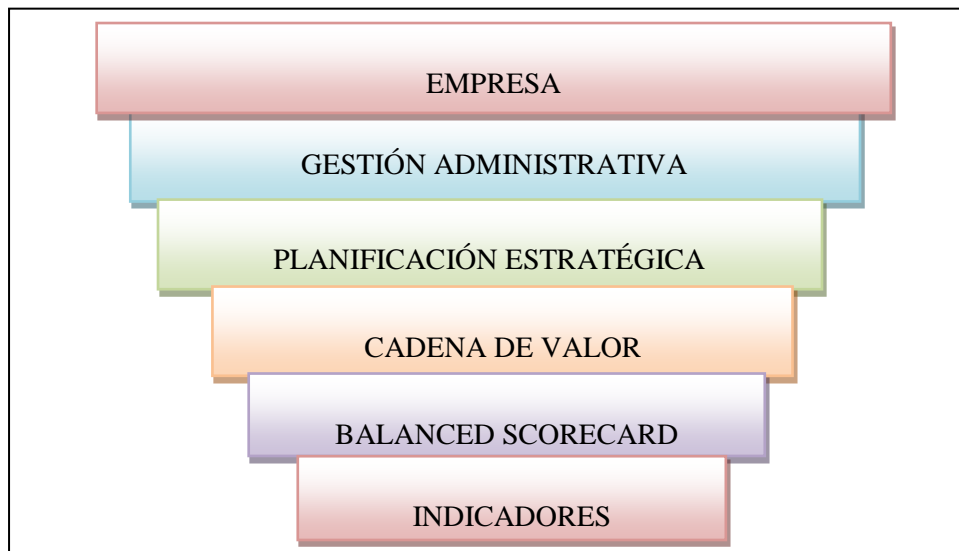 EMPRESA
GESTIÓN ADMINISTRATIVA
PLANIFICACIÓN ESTRATÉGICA
CADENA DE VALOR
BALANCED SCORECARD
INDICADORES